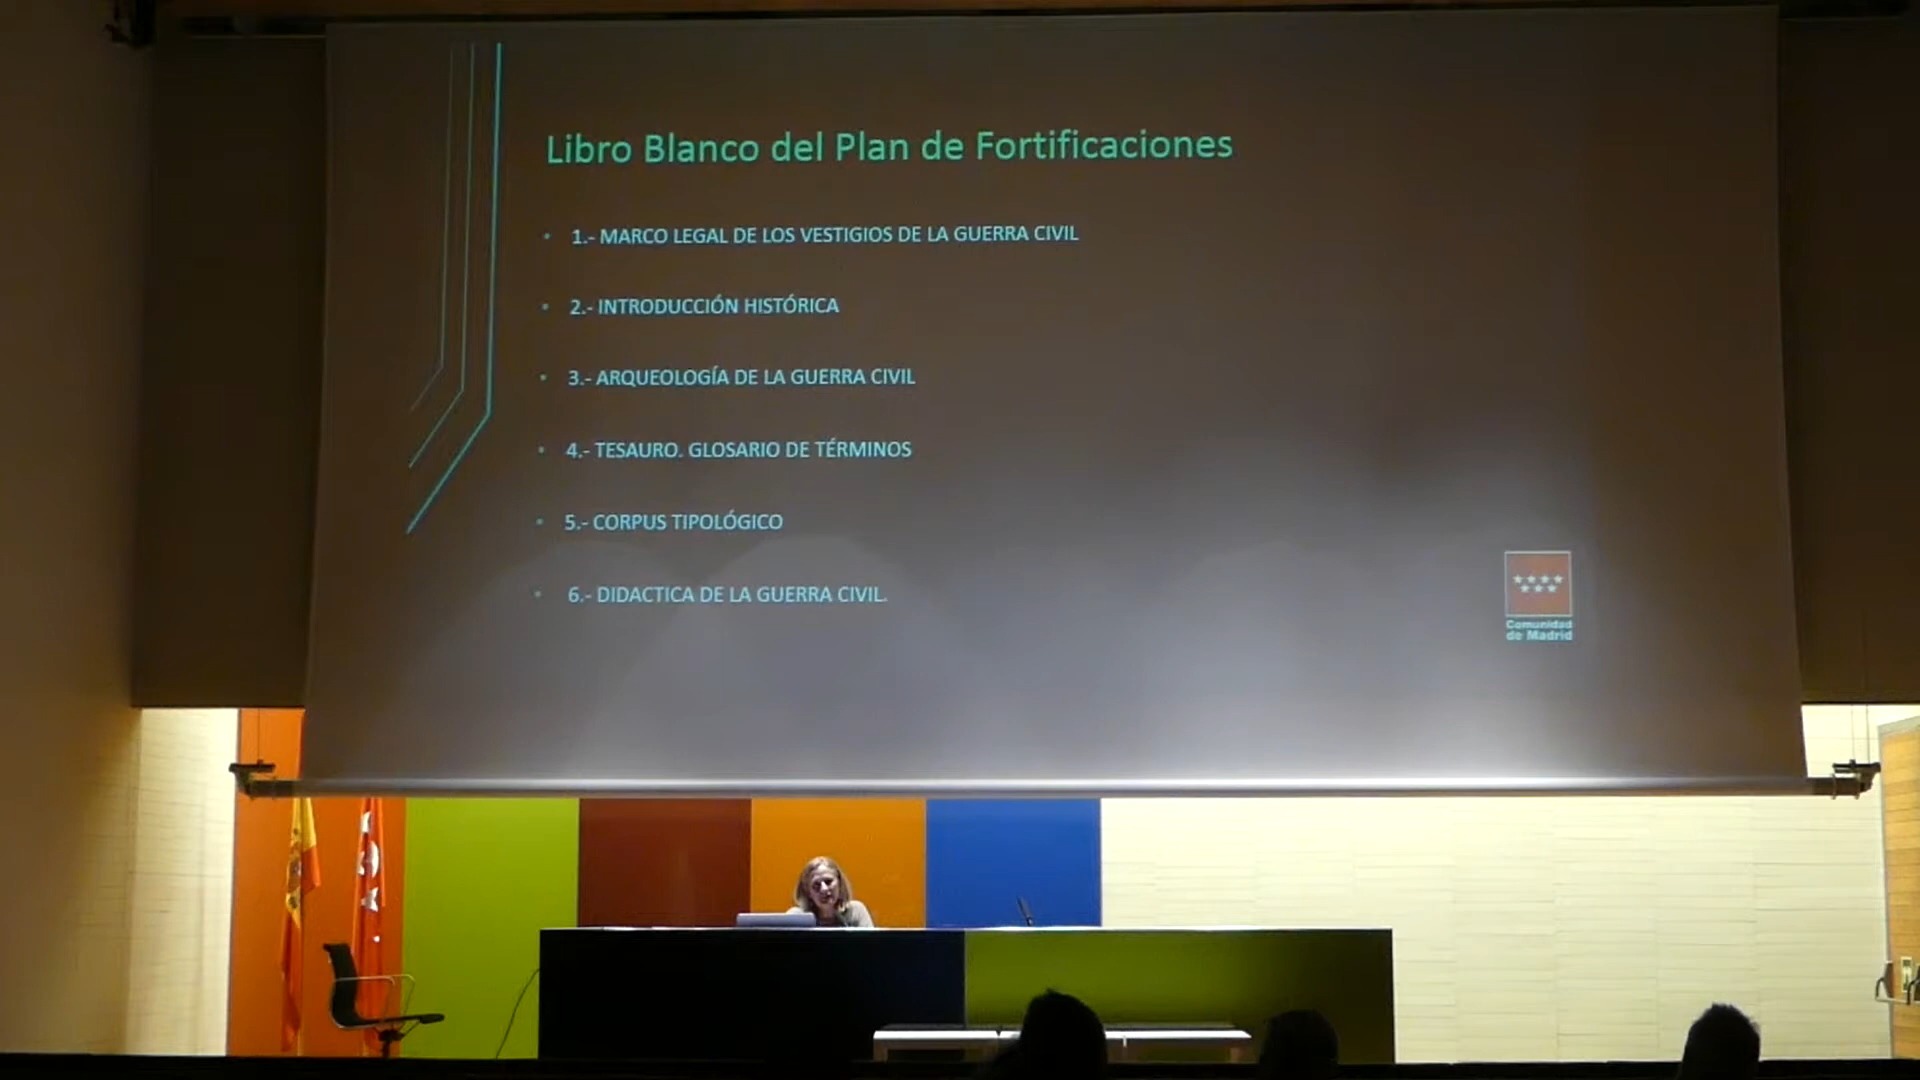 Libro Blanco del Plan de Fortificaciones
• 1.- MARCO LEGAL DE LOS VESTIGIOS DE LA GUERRA CIVIL
• 2.- INTRODUCCIÓN HISTÓRICA
• 3.- ARQUEOLOGÍA DE LA GUERRA CIVIL
• 4.- TESAURO. GLOSARIO DE TÉRMINOS
• 5.- CORPUS TIPOLÓGICO
• 6.- DIDACTICA DE LA GUERRA CIVIL.
Comunidad
de Madrid